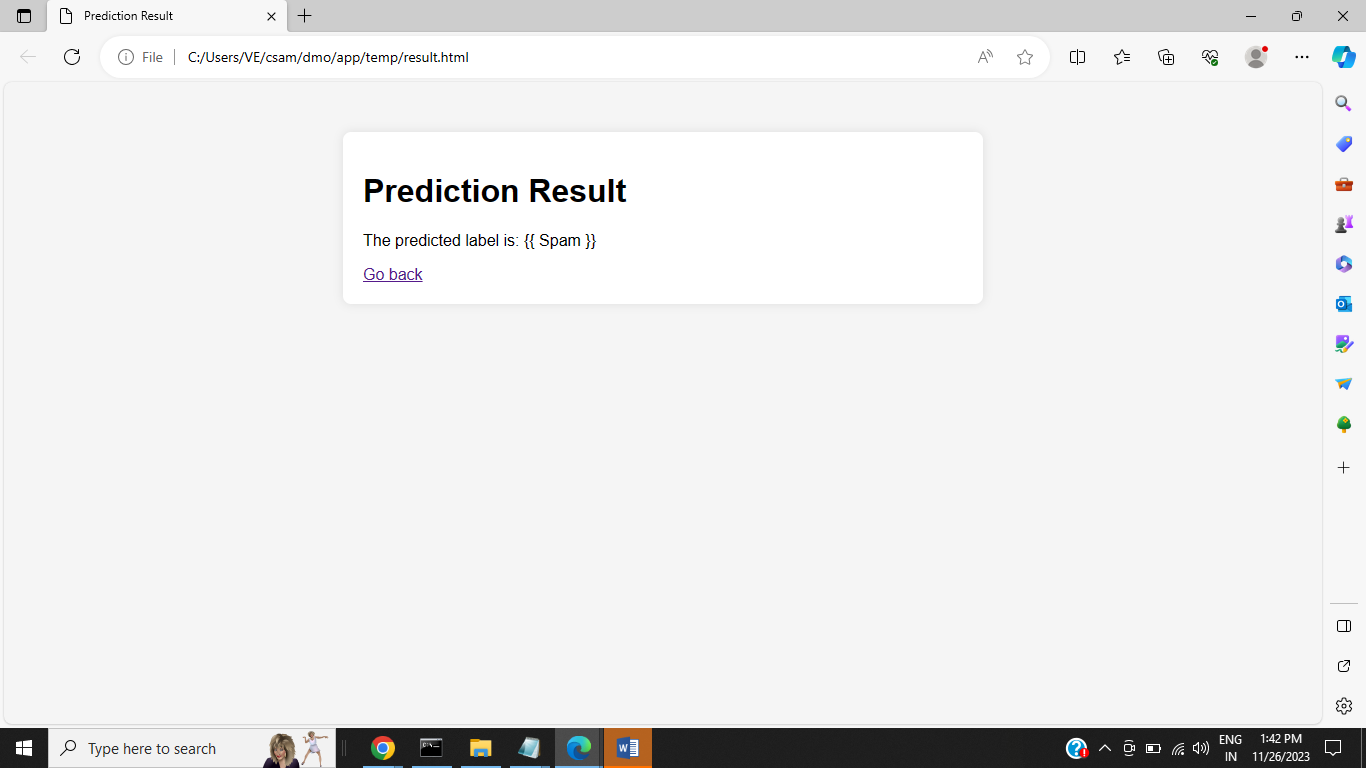 Prediction Result
File
C:/Users/VE/csam/dmo/app/temp/result.html
Prediction Result
The predicted label is: {{ Spam }}
Go back
Type here to search
ENG
IN
1:42 PM
11/26/2023